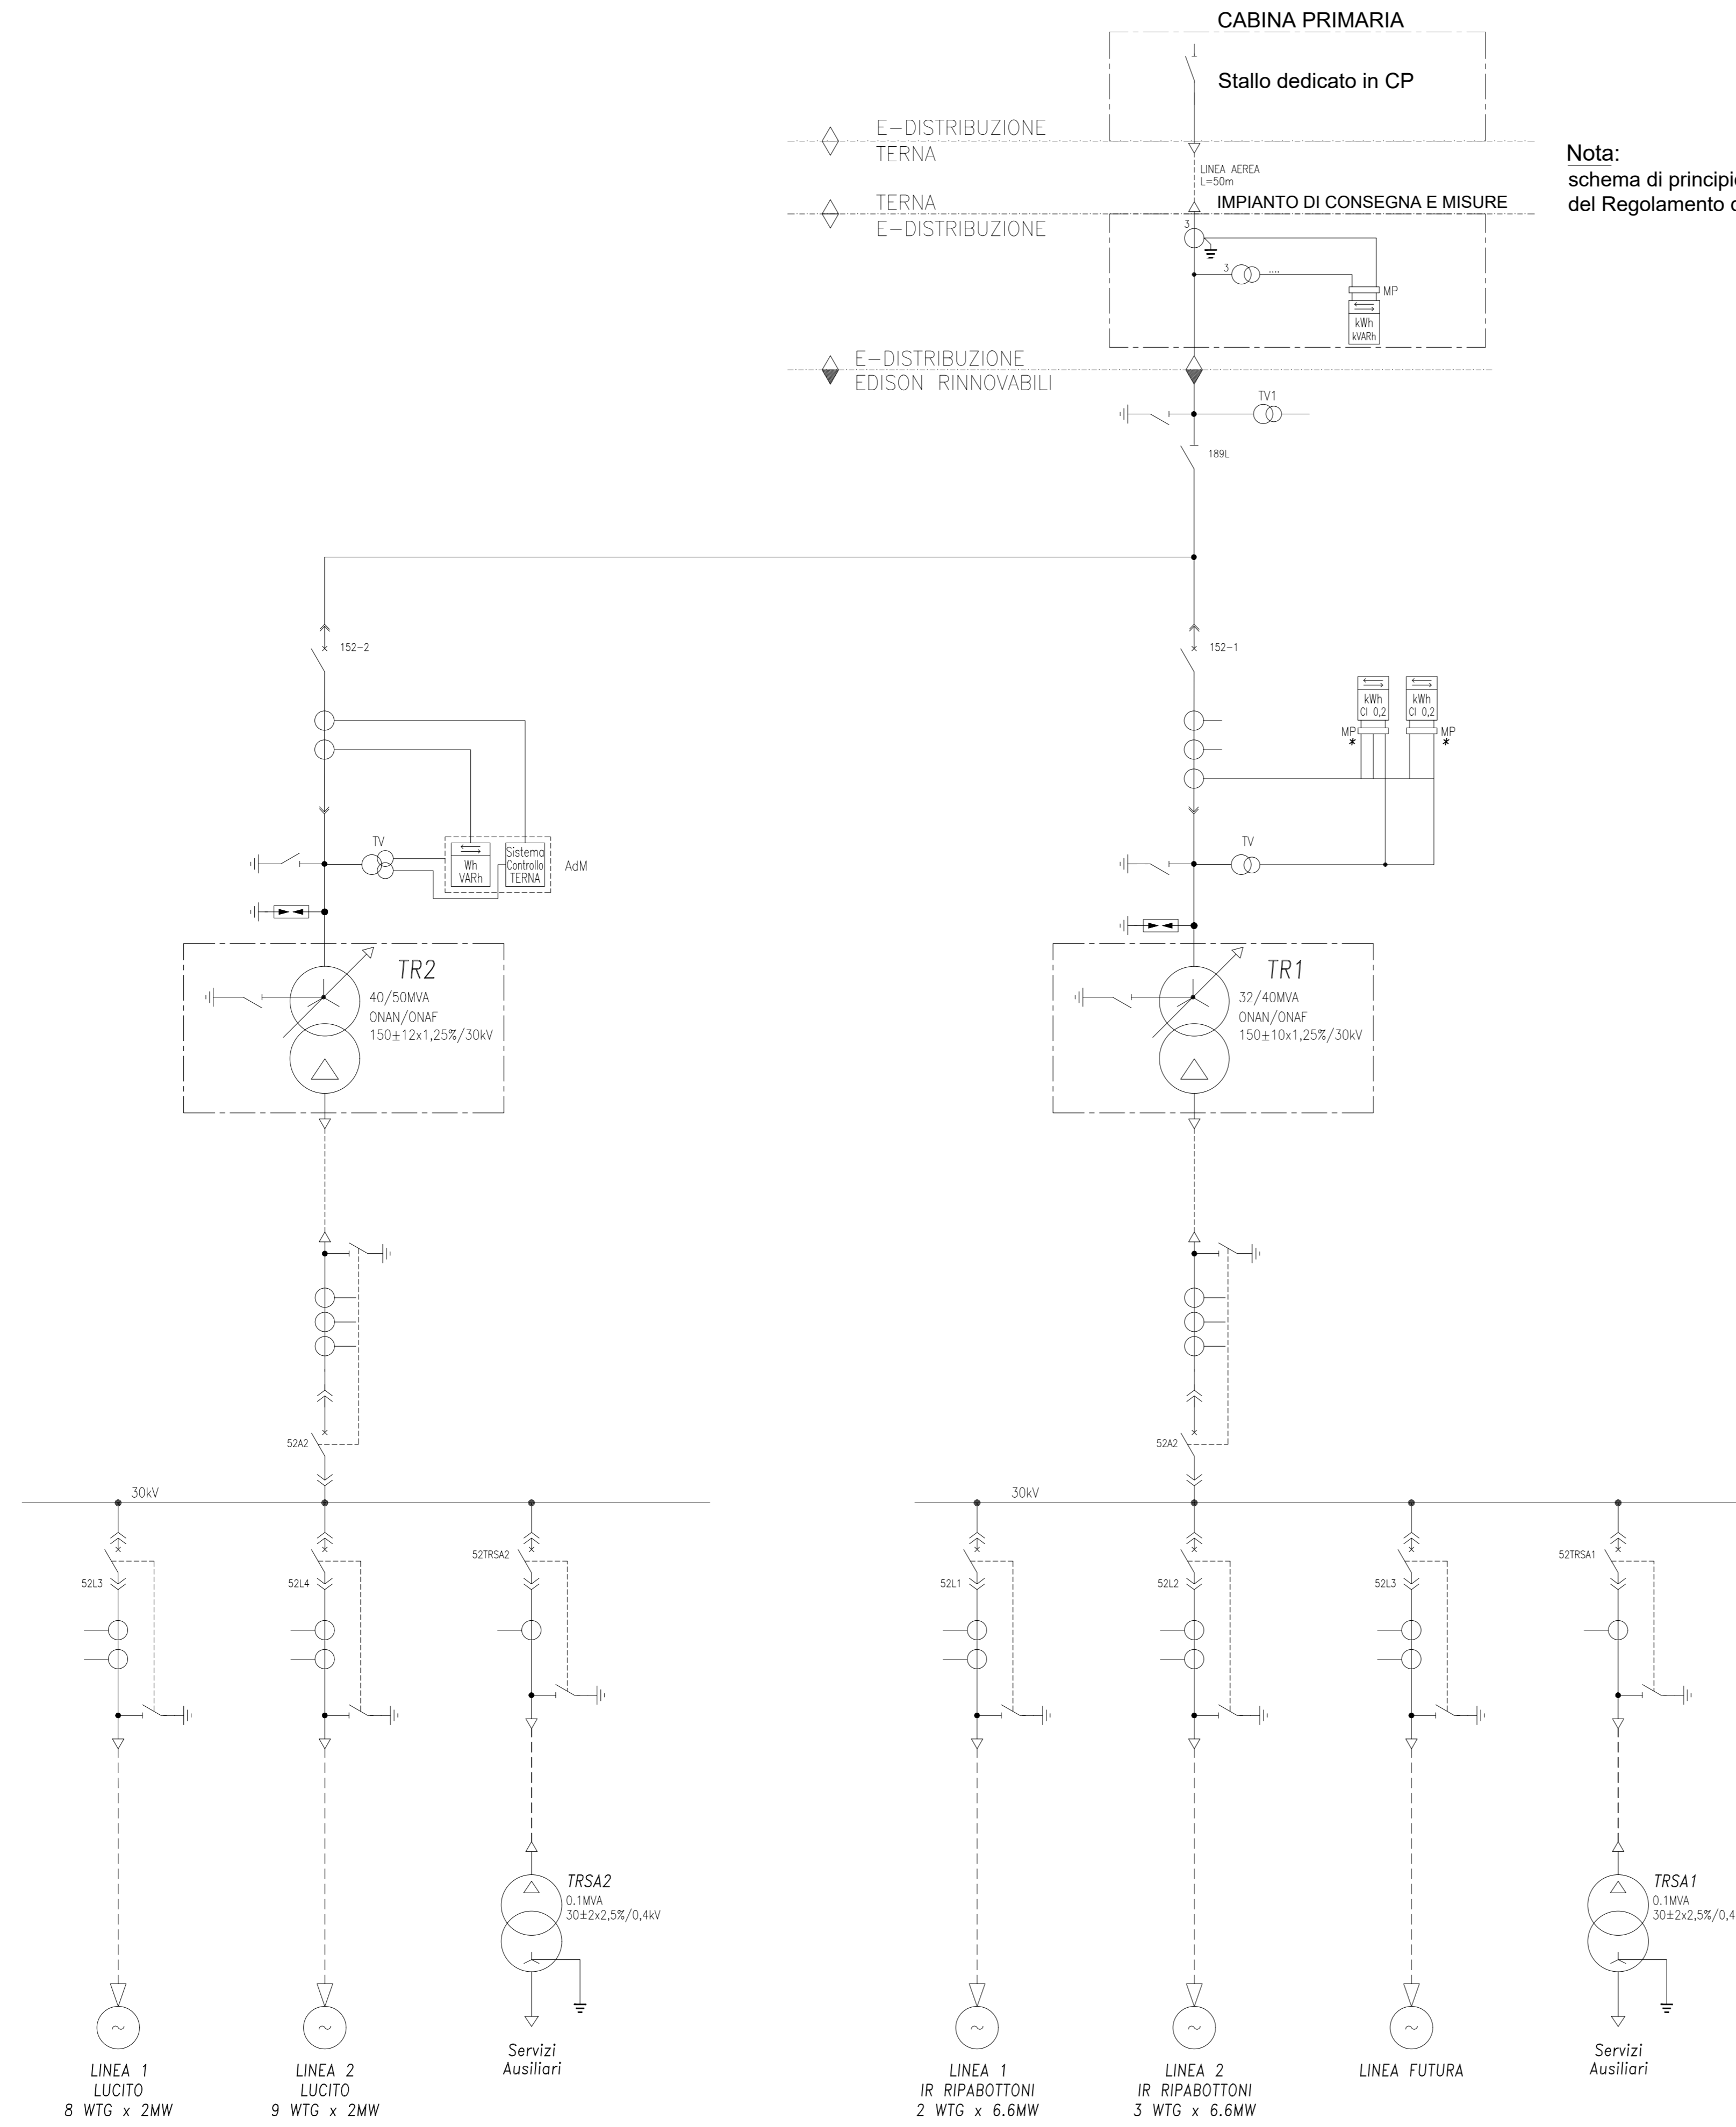 CABINA PRIMARIA
Stallo dedicato in CP
E-DISTRIBUZIONE
TERNA
LINEA AEREA
L=50m
Nota:
schema di principi
del Regolamento
TERNA
E-DISTRIBUZIONE
IMPIANTO DI CONSEGNA E MISURE
3
3
....
MP
kWh
kVARh
E-DISTRIBUZIONE
EDISON RINNOVABILI
TV1
189L
152-2
152-1
kWh
Cl 0,2
kWh
Cl 0,2
MP
*
MP
*
TV
Wh
VARh
Sistema
Controllo
TERNA
AdM
TV
TR2
40/50MVA
ONAN/ONAF
150±12x1,25%/30kV
TR1
32/40MVA
ONAN/ONAF
150±10x1,25%/30kV
52A2
52A2
30kV
30kV
52L3
52L4
52TRSA2
52L1
52L2
52L3
52TRSA1
TRSA2
0.1MVA
30±2x2,5%/0,4kV
TRSA1
0.1MVA
30±2x2,5%/0,4
LINEA 1
LUCITO
8 WTG x 2MW
LINEA 2
LUCITO
9 WTG x 2MW
Servizi
Ausiliari
LINEA 1
IR RIPABOTTONI
2 WTG x 6.6MW
LINEA 2
IR RIPABOTTONI
3 WTG x 6.6MW
LINEA FUTURA
Servizi
Ausiliari